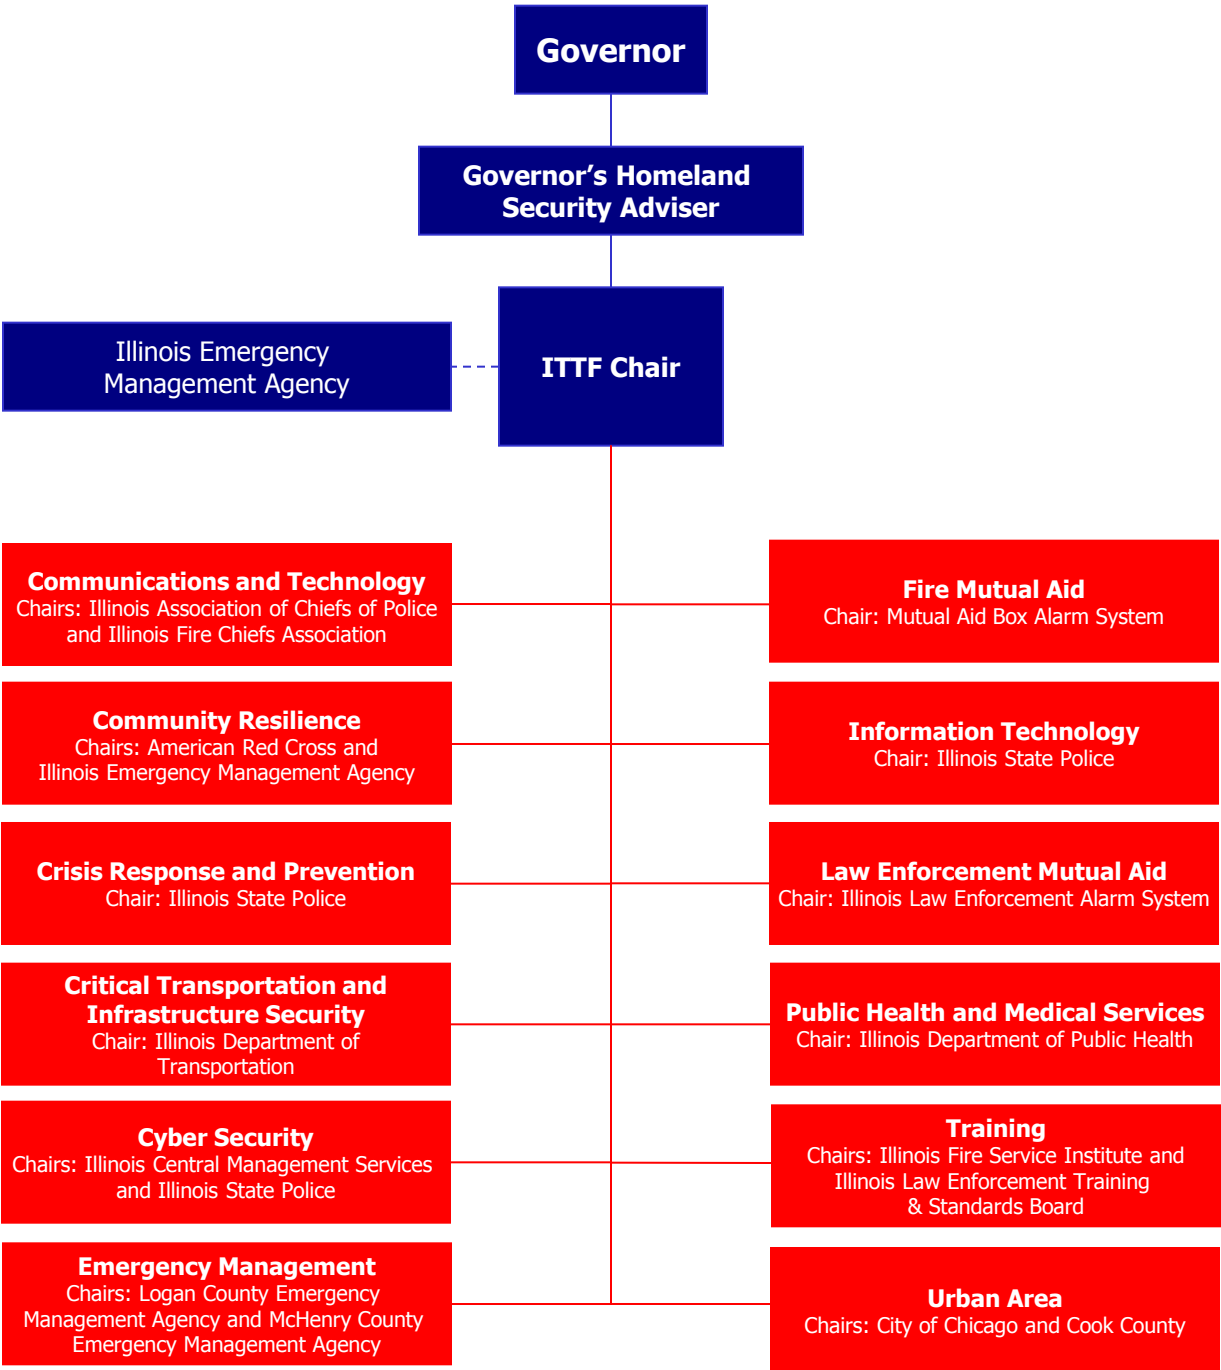 Governor
Governor’s Homeland
Security Adviser
Illinois Emergency
Management Agency
ITTF Chair
Communications and Technology
Chairs: Illinois Association of Chiefs of Police
and Illinois Fire Chiefs Association
Fire Mutual Aid
Chair: Mutual Aid Box Alarm System
Community Resilience
Chairs: American Red Cross and
Illinois Emergency Management Agency
Information Technology
Chair: Illinois State Police
Crisis Response and Prevention
Chair: Illinois State Police
Law Enforcement Mutual Aid
Chair: Illinois Law Enforcement Alarm System
Critical Transportation and
Infrastructure Security
Chair: Illinois Department of
Transportation
Public Health and Medical Services
Chair: Illinois Department of Public Health
Cyber Security
Chairs: Illinois Central Management Services
and Illinois State Police
Training
Chairs: Illinois Fire Service Institute and
Illinois Law Enforcement Training
& Standards Board
Emergency Management
Chairs: Logan County Emergency
Management Agency and McHenry County
Emergency Management Agency
Urban Area
Chairs: City of Chicago and Cook County